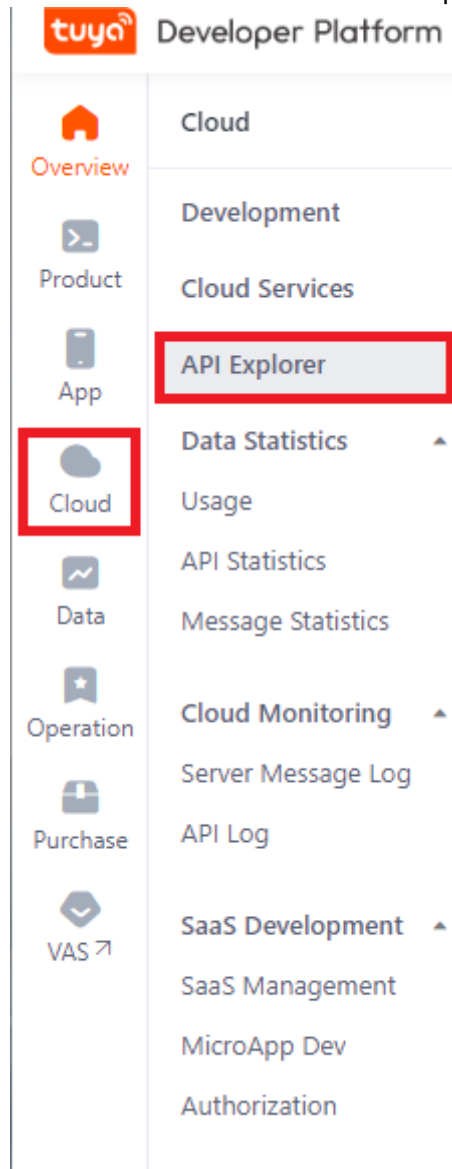 tuya Developer Platform
Overview
Product
App
Cloud
Data
Operation
Purchase
VAS
Cloud
Development
Cloud Services
API Explorer
Data Statistics
Usage
API Statistics
Message Statistics
Cloud Monitoring
Server Message Log
API Log
SaaS Development
SaaS Management
MicroApp Dev
Authorization